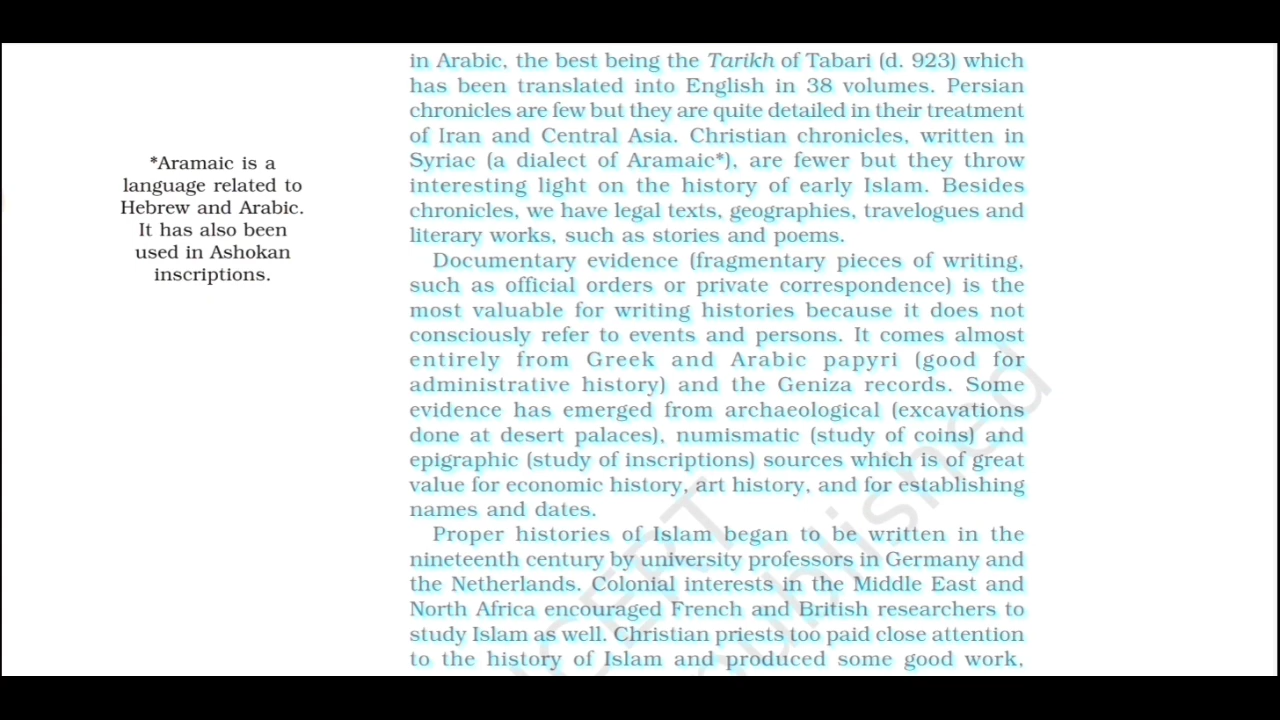 in Arabic, the best being the Tarikh of Tabari (d. 923) which
has been translated into English in 38 volumes. Persian
chronicles are few but they are quite detailed in their treatment
of Iran and Central Asia. Christian chronicles, written in
Syriac (a dialect of Aramaic*), are fewer but they throw
interesting light on the history of early Islam. Besides
chronicles, we have legal texts, geographies, travelogues and
literary works, such as stories and poems.
Documentary evidence (fragmentary pieces of writing,
such as official orders or private correspondence) is the
most valuable for writing histories because it does not
consciously refer to events and persons. It comes almost
entirely from Greek and Arabic papyri (good for
administrative history) and the Geniza records. Some
evidence has emerged from archaeological (excavations
done at desert palaces), numismatic (study of coins) and
epigraphic (study of inscriptions) sources which is of great
value for economic history, art history, and for establishing
names and dates.
Proper histories of Islam began to be written in the
nineteenth century by university professors in Germany and
the Netherlands. Colonial interests in the Middle East and
North Africa encouraged French and British researchers to
study Islam as well. Christian priests too paid close attention
to the history of Islam and produced some good work,
*Aramaic is a
language related to
Hebrew and Arabic.
It has also been
used in Ashokan
inscriptions.
NCERT
published